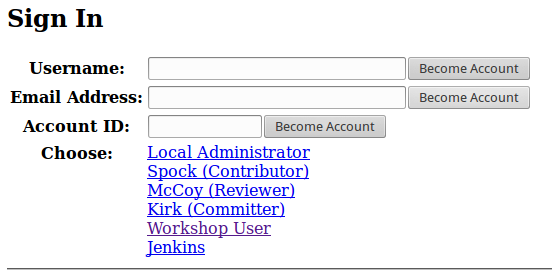 Sign In
Username: Become Account
Email Address: Become Account
Account ID: Become Account
Choose: Local Administrator
Spock (Contributor)
McCoy (Reviewer)
Kirk (Committer)
Workshop User
Jenkins